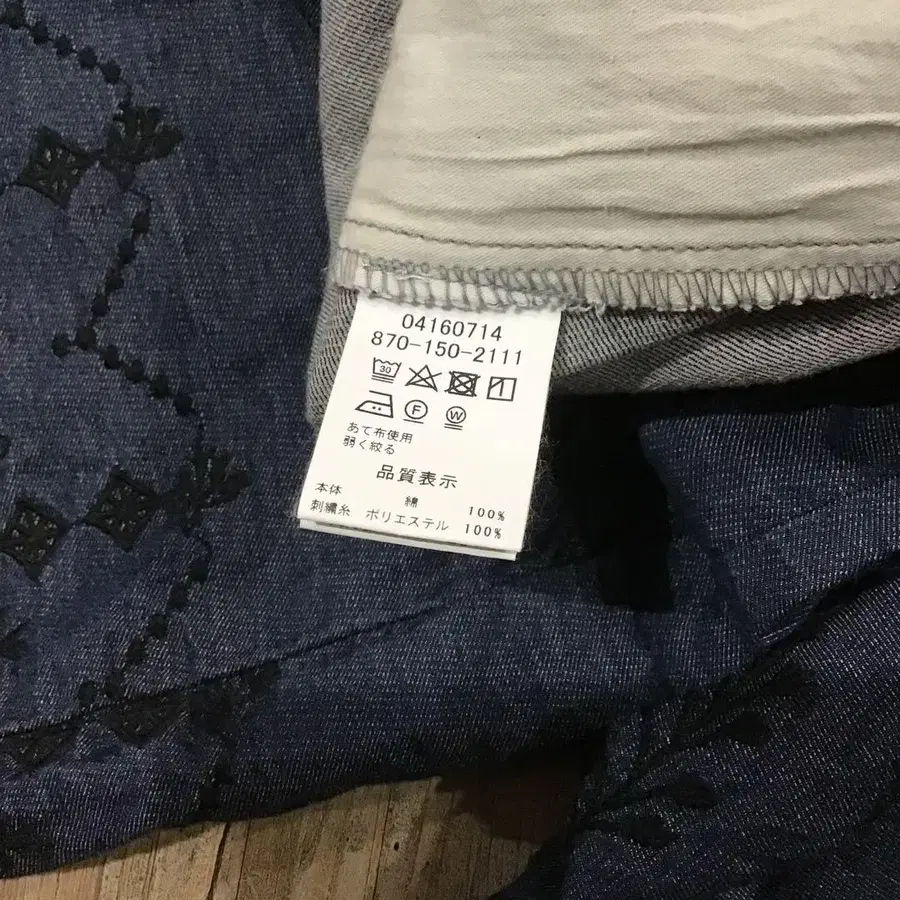 04160714
870-150-2111
30
F W
あて布使用
弱く絞る
品質表示
本体 綿 100%
刺繍糸 ポリエステル 100%